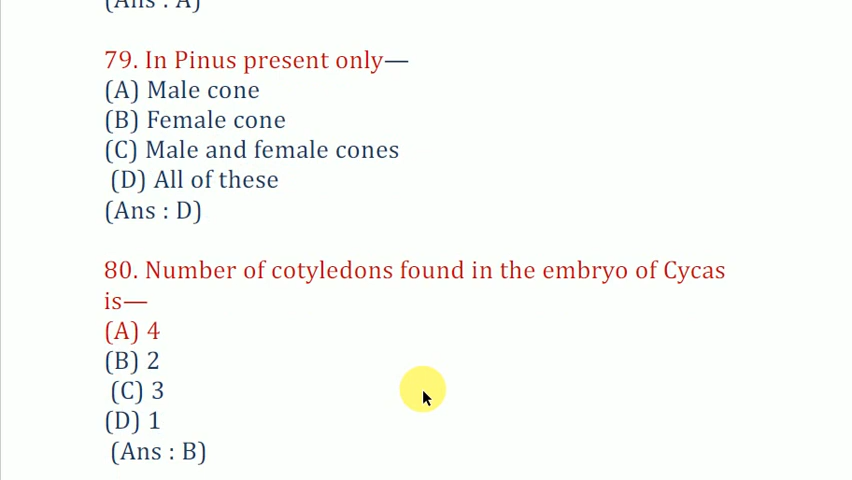 (Ans : A)
79. In Pinus present only—
(A) Male cone
(B) Female cone
(C) Male and female cones
(D) All of these
(Ans : D)
80. Number of cotyledons found in the embryo of Cycas
is—
(A) 4
(B) 2
(C) 3
(D) 1
(Ans : B)